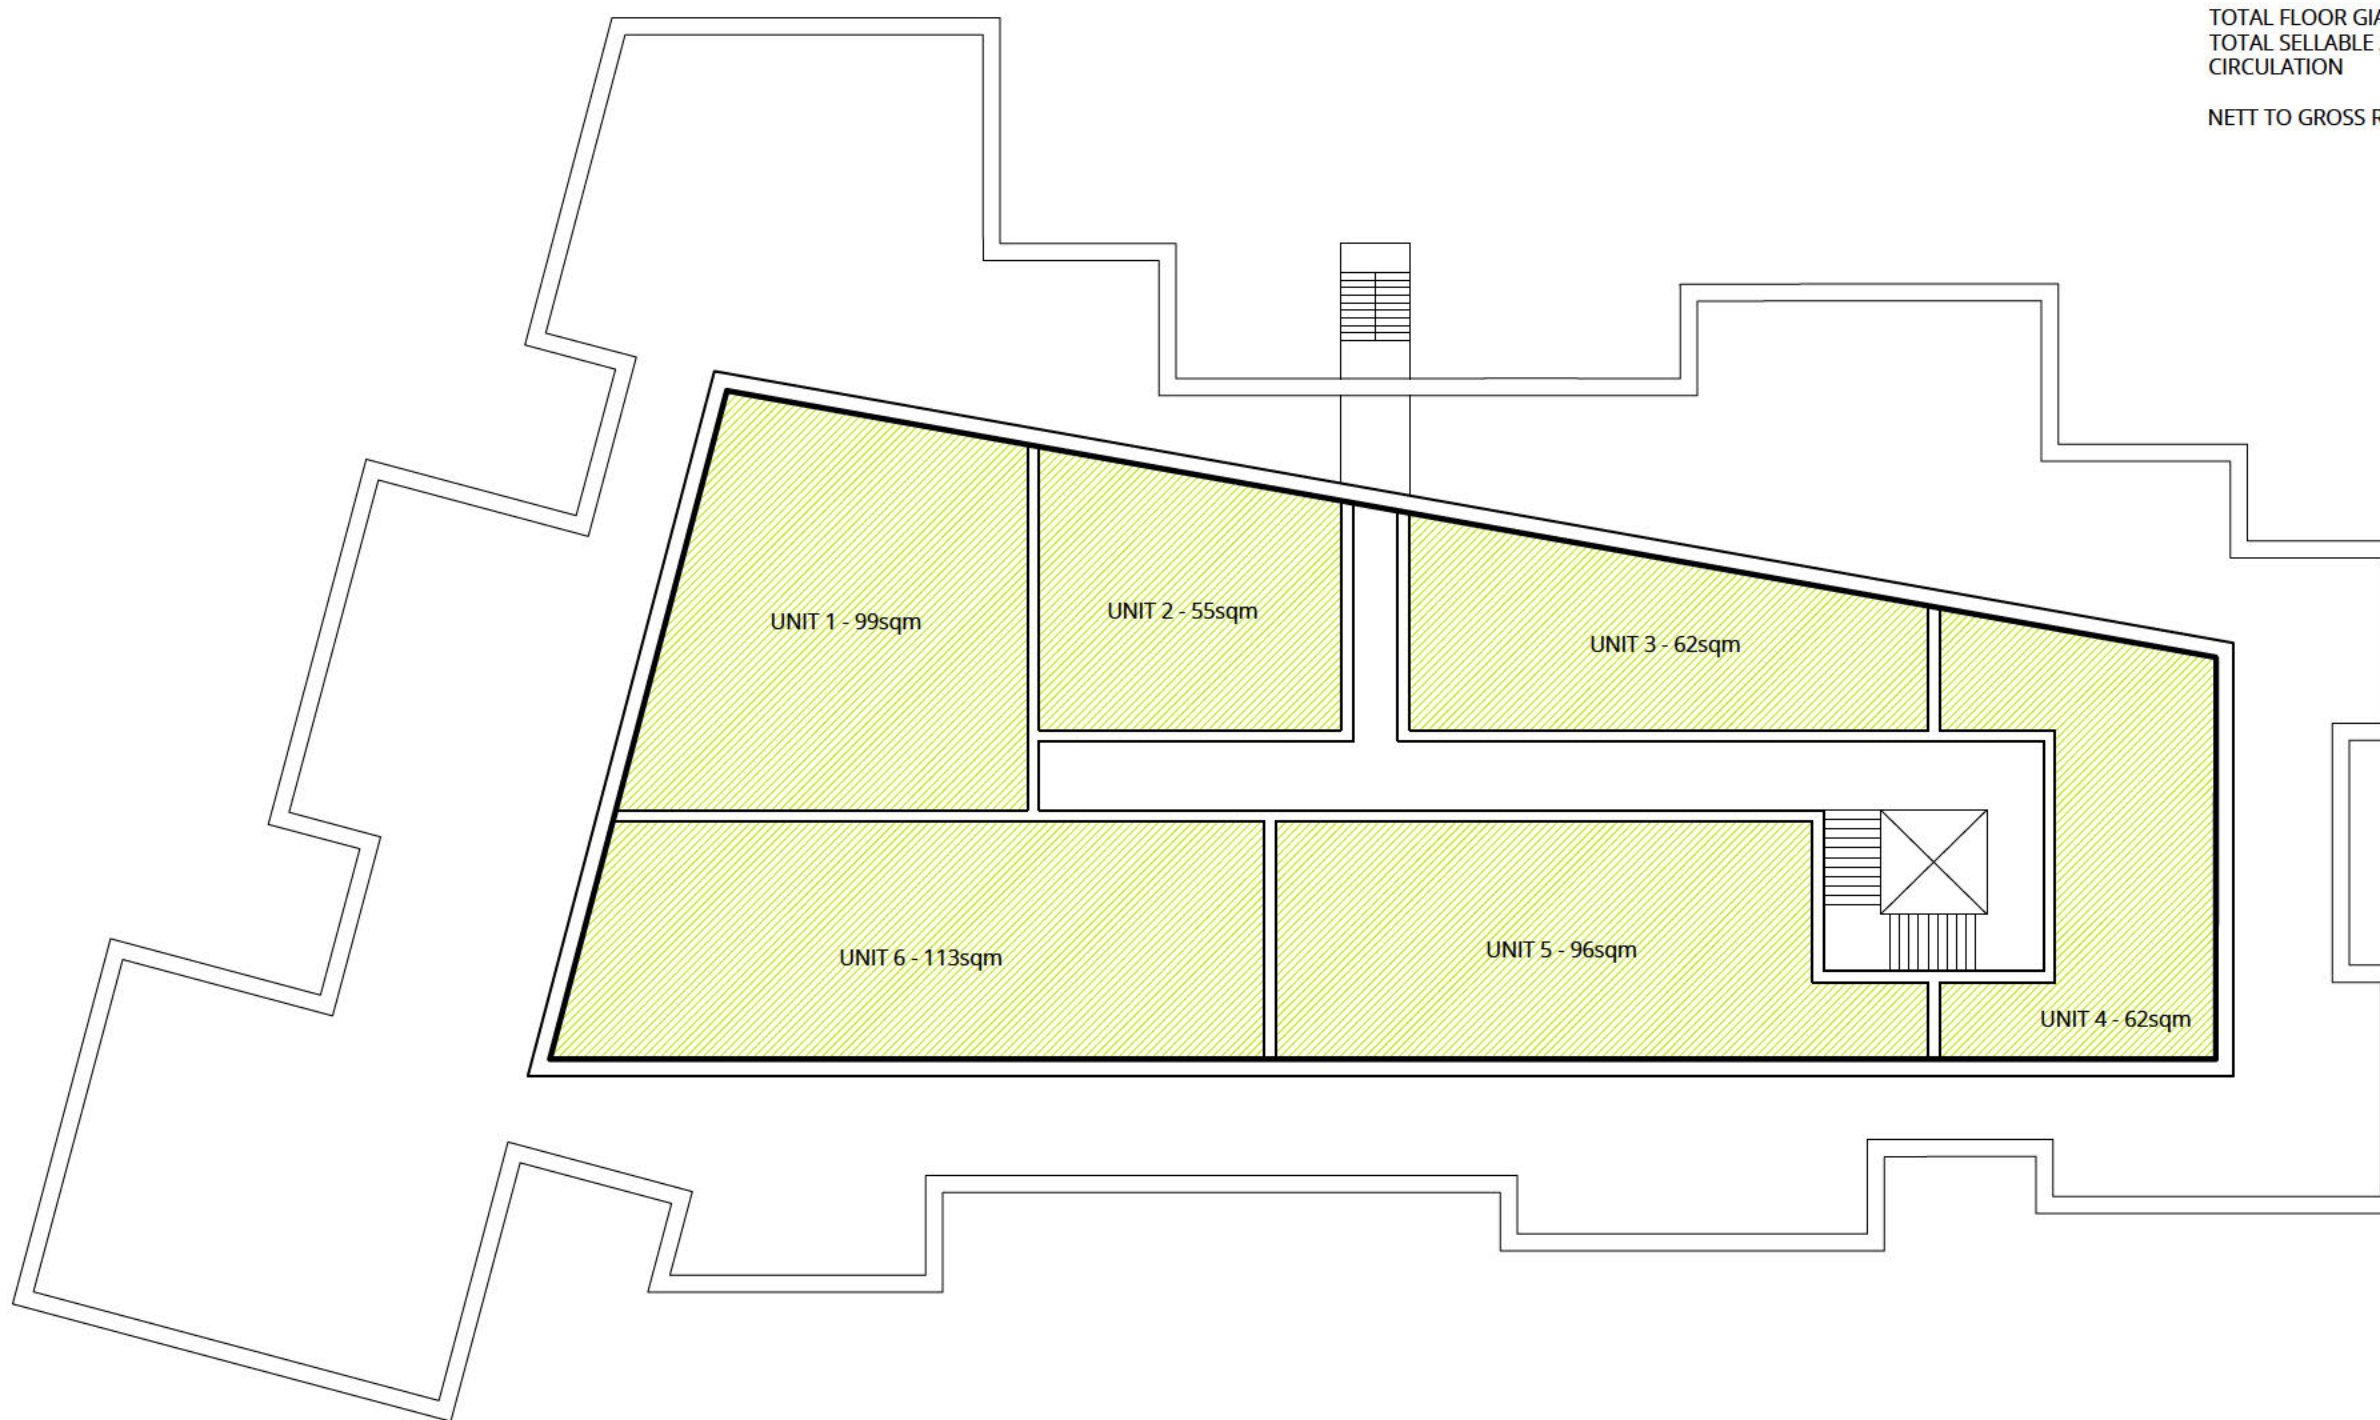 TOTAL FLOOR GIA
TOTAL SELLABLE
CIRCULATION
NETT TO GROSS
UNIT 1 - 99sqm
UNIT 2 - 55sqm
UNIT 3 - 62sqm
UNIT 6 - 113sqm
UNIT 5 - 96sqm
UNIT 4 - 62sqm